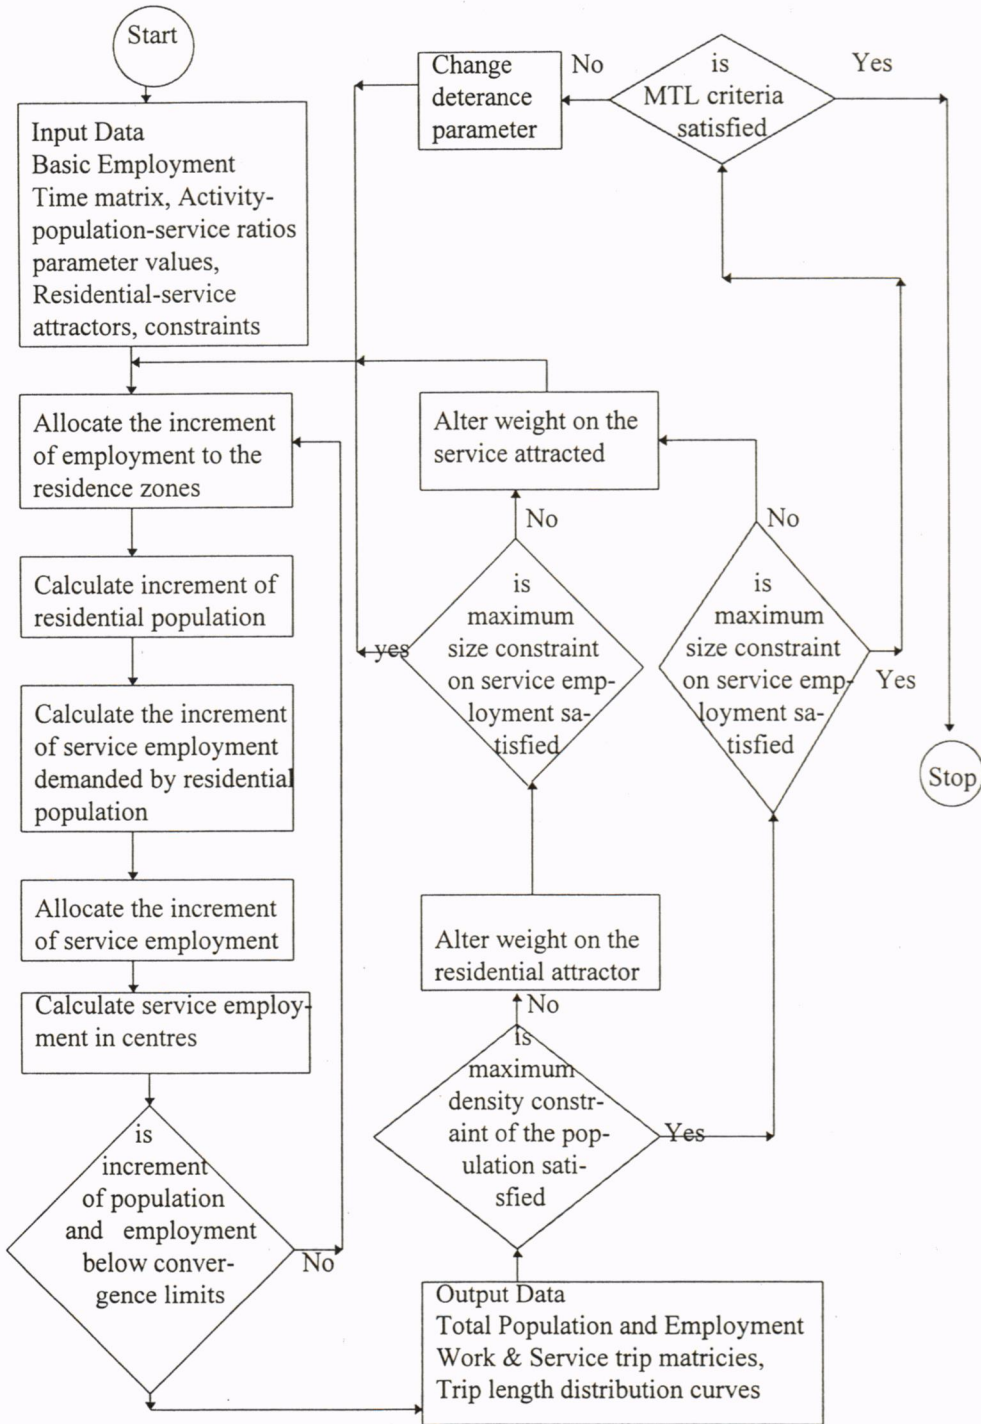 Start
Input Data
Basic Employment
Time matrix, Activity-
population-service ratios
parameter values,
Residential-service
attractors, constraints
Allocate the increment
of employment to the
residence zones
Calculate increment of
residential population
Calculate the increment
of service employment
demanded by residential
population
Allocate the increment
of service employment
Calculate service employ-
ment in centres
is
increment
of population
and employment
below conver-
gence limits
No
Output Data
Total Population and Employment
Work & Service trip matricies,
Trip length distribution curves
is
maximum
density constr-
aint of the pop-
ulation sati-
sfied
No
Yes
Alter weight on the
residential attractor
is
maximum
size constraint
on service emp-
loyment sa-
tisfied
yes
No
Alter weight on the
service attracted
is
maximum
size constraint
on service emp-
loyment sa-
tisfied
No
Yes
is
MTL criteria
satisfied
No
Yes
Change
deterance
parameter
Stop